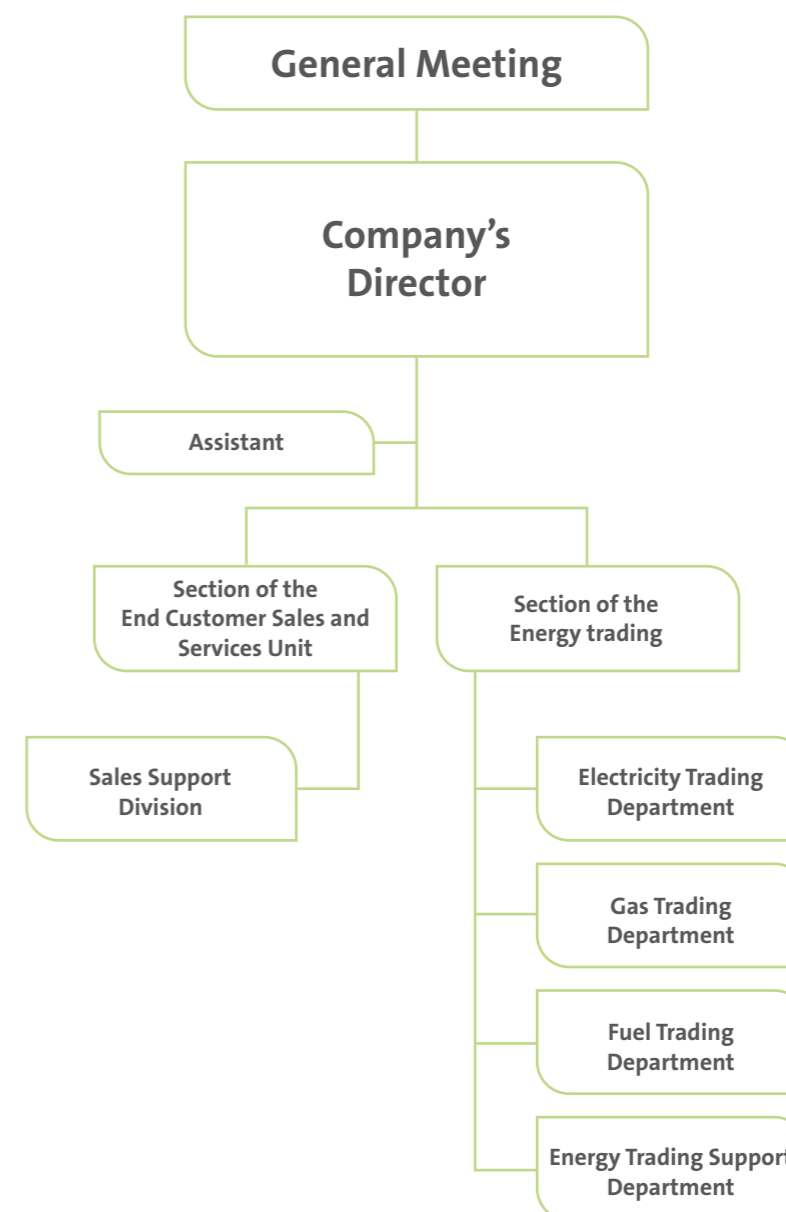 General Meeting
Company’s
Director
Assistant
Section of the
End Customer Sales and
Services Unit
Section of the
Energy trading
Sales Support
Division
Electricity Trading
Department
Gas Trading
Department
Fuel Trading
Department
Energy Trading Support
Department